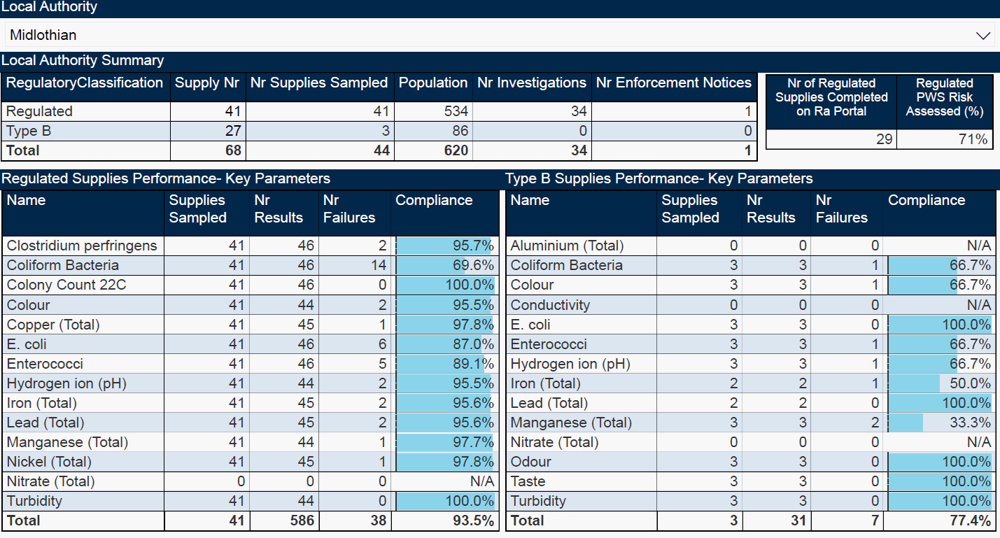 Local Authority
Midlothian
Local Authority Summary
RegulatoryClassification Supply Nr Nr Supplies Sampled Population Nr Investigations Nr Enforcement Notices
Regulated 41 41 534 34 1
Type B 27 3 86 0 0
Total 68 44 620 34 1
Nr of Regulated Regulated
Supplies Completed PWS Risk
on Ra Portal Assessed (%)
29 71%
Regulated Supplies Performance- Key Parameters
Name Supplies Nr Nr Compliance
Sampled Results Failures
Clostridium perfringens 41 46 2 95.7%
Coliform Bacteria 41 46 14 69.6%
Colony Count 22C 41 46 0 100.0%
Colour 41 44 2 95.5%
Copper (Total) 41 45 1 97.8%
E. coli 41 46 6 87.0%
Enterococci 41 46 5 89.1%
Hydrogen ion (pH) 41 44 2 95.5%
Iron (Total) 41 45 2 95.6%
Lead (Total) 41 45 2 95.6%
Manganese (Total) 41 44 1 97.7%
Nickel (Total) 41 45 1 97.8%
Nitrate (Total) 0 0 0 N/A
Turbidity 41 44 0 100.0%
Total 41 586 38 93.5%
Type B Supplies Performance- Key Parameters
Name Supplies Nr Nr Compliance
Sampled Results Failures
Aluminium (Total) 0 0 0 N/A
Coliform Bacteria 3 3 1 66.7%
Colour 3 3 1 66.7%
Conductivity 0 0 0 N/A
E. coli 3 3 0 100.0%
Enterococci 3 3 1 66.7%
Hydrogen ion (pH) 3 3 1 66.7%
Iron (Total) 2 2 1 50.0%
Lead (Total) 2 2 0 100.0%
Manganese (Total) 3 3 2 33.3%
Nitrate (Total) 0 0 0 N/A
Odour 3 3 0 100.0%
Taste 3 3 0 100.0%
Turbidity 3 3 0 100.0%
Total 3 31 7 77.4%